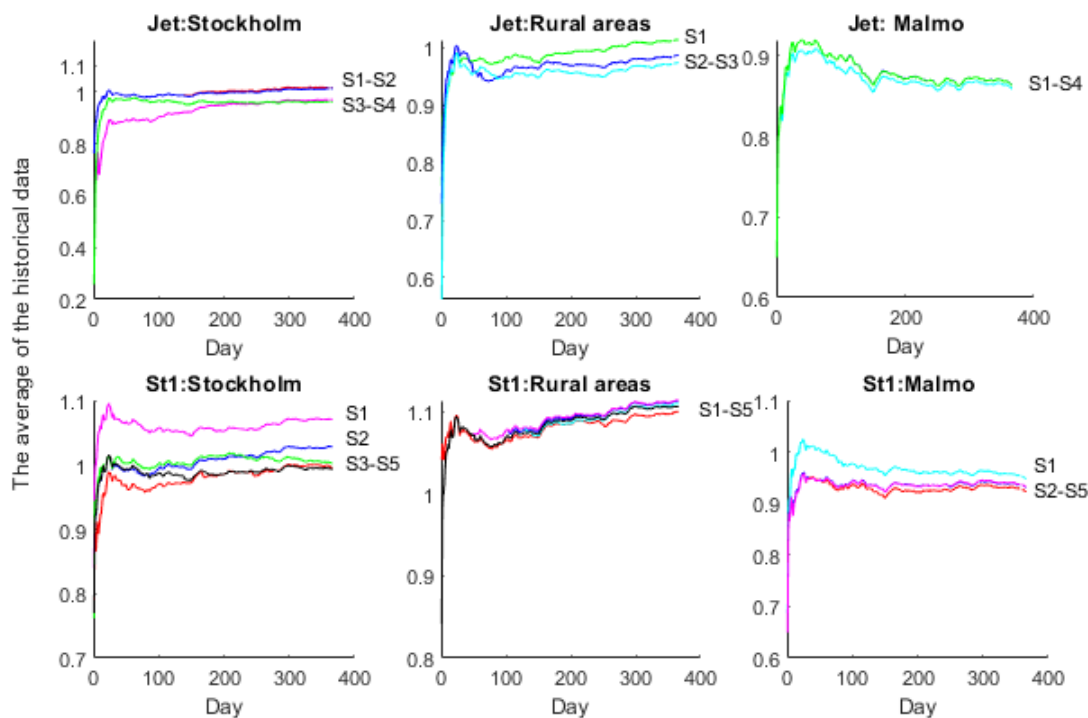 The average of the historical data
Jet:Stockholm
1.1
1
0.8
0.6
0.4
0.2
S1-S2
S3-S4
0 100 200 300 400
Day
Jet:Rural areas
1
0.9
0.8
0.7
0.6
S1
S2-S3
0 100 200 300 400
Day
Jet: Malmo
0.9
0.8
0.7
0.6
S1-S4
0 200 400
Day
St1:Stockholm
1.1
1
0.9
0.8
0.7
S1
S2
S3-S5
0 100 200 300 400
Day
St1:Rural areas
1.1
1
0.9
0.8
S1-S5
0 100 200 300 400
Day
St1:Malmo
1.1
1
0.9
0.8
0.7
0.6
S1
S2-S5
0 100 200 300 400
Day